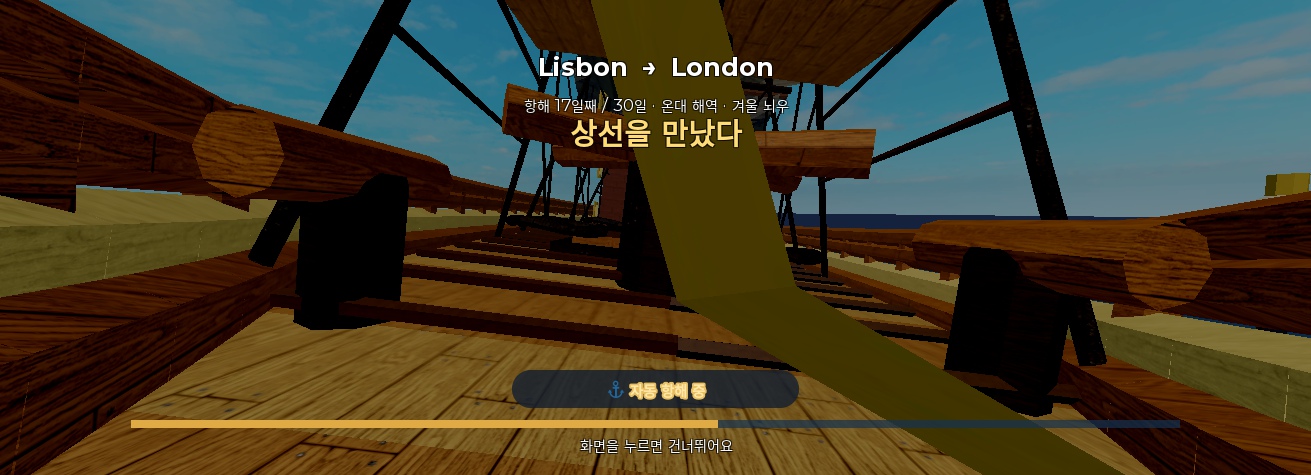 Lisbon → London
항해 17일째 / 30일 · 온대 해역 · 겨울 뇌우
상선을 만났다
⚓ 자동 항해 중
화면을 누르면 건너뛰어요